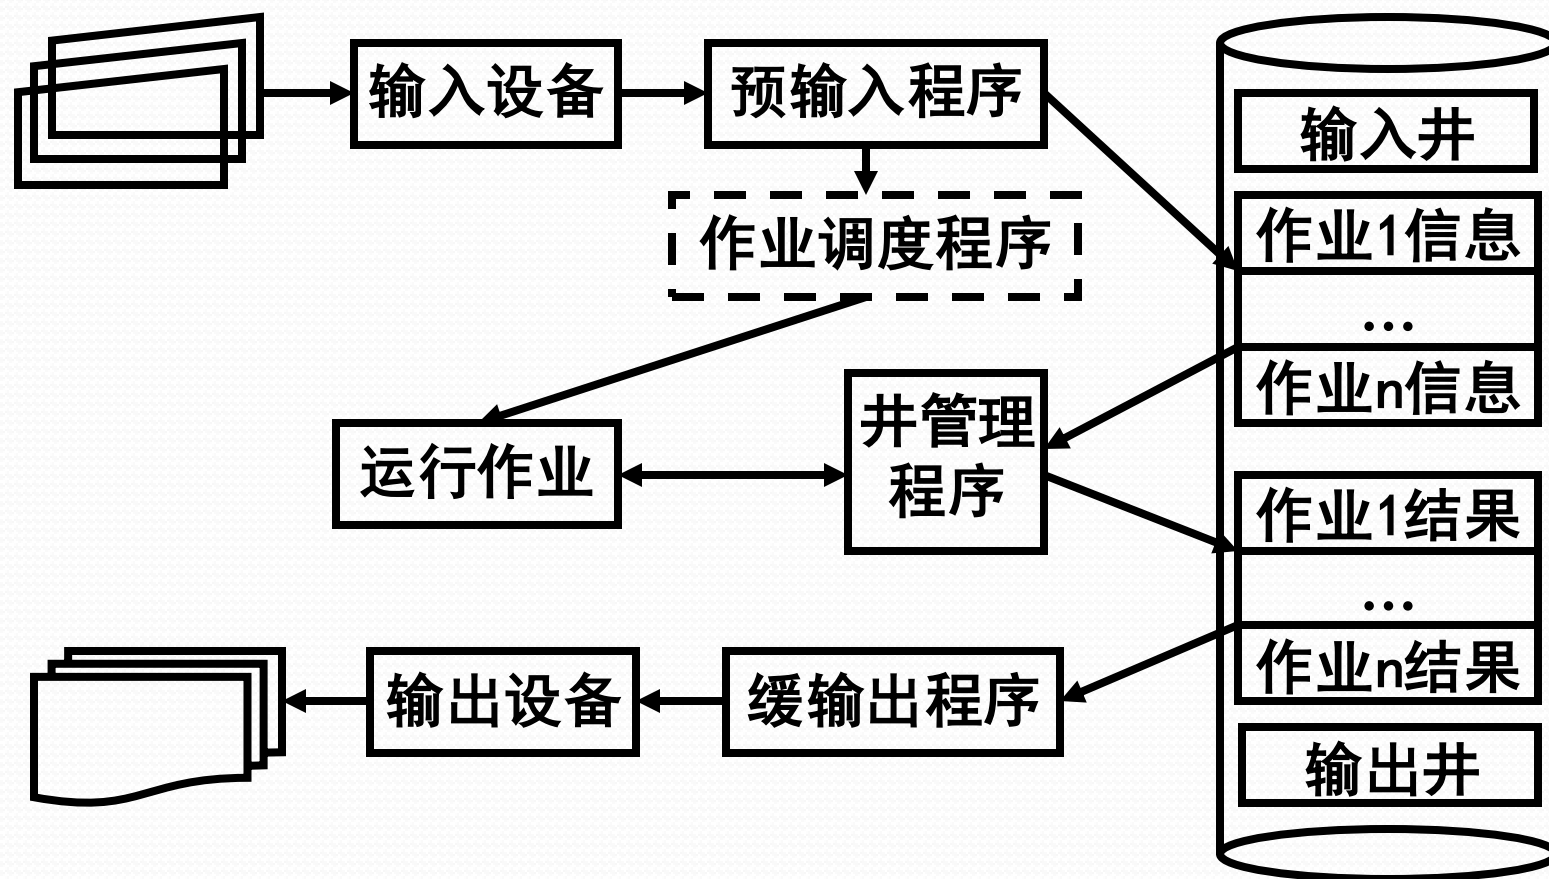 输入设备
预输入程序
输入井
作业调度程序
作业1信息
…
作业n信息
井管理
程序
运行作业
作业1结果
…
作业n结果
输出设备
缓输出程序
输出井